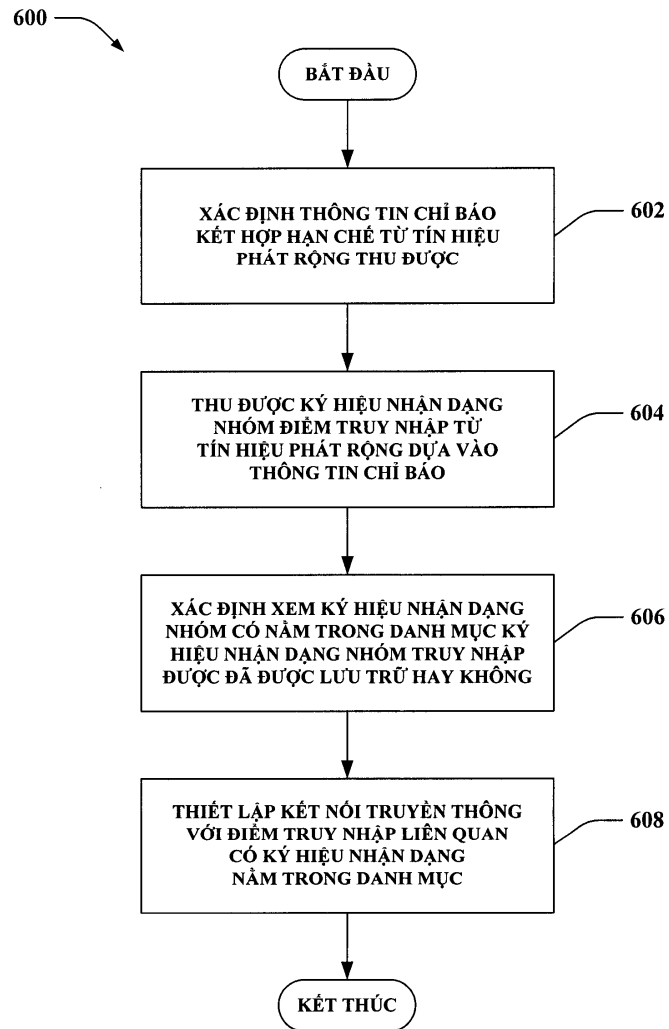 600
BẮT ĐẦU
XÁC ĐỊNH THÔNG TIN CHỈ BÁO
KẾT HỢP HẠN CHẾ TỪ TÍN HIỆU
PHÁT RỘNG THU ĐƯỢC
602
THU ĐƯỢC KÝ HIỆU NHẬN DẠNG
NHÓM ĐIỂM TRUY NHẬP TỪ
TÍN HIỆU PHÁT RỘNG DỰA VÀO
THÔNG TIN CHỈ BÁO
604
XÁC ĐỊNH XEM KÝ HIỆU NHẬN DẠNG
NHÓM CÓ NẰM TRONG DANH MỤC KÝ
HIỆU NHẬN DẠNG NHÓM TRUY NHẬP
ĐƯỢC ĐÃ ĐƯỢC LƯU TRỮ HAY KHÔNG
606
THIẾT LẬP KẾT NỐI TRUYỀN THÔNG
VỚI ĐIỂM TRUY NHẬP LIÊN QUAN
CÓ KÝ HIỆU NHẬN DẠNG
NẰM TRONG DANH MỤC
608
KẾT THÚC